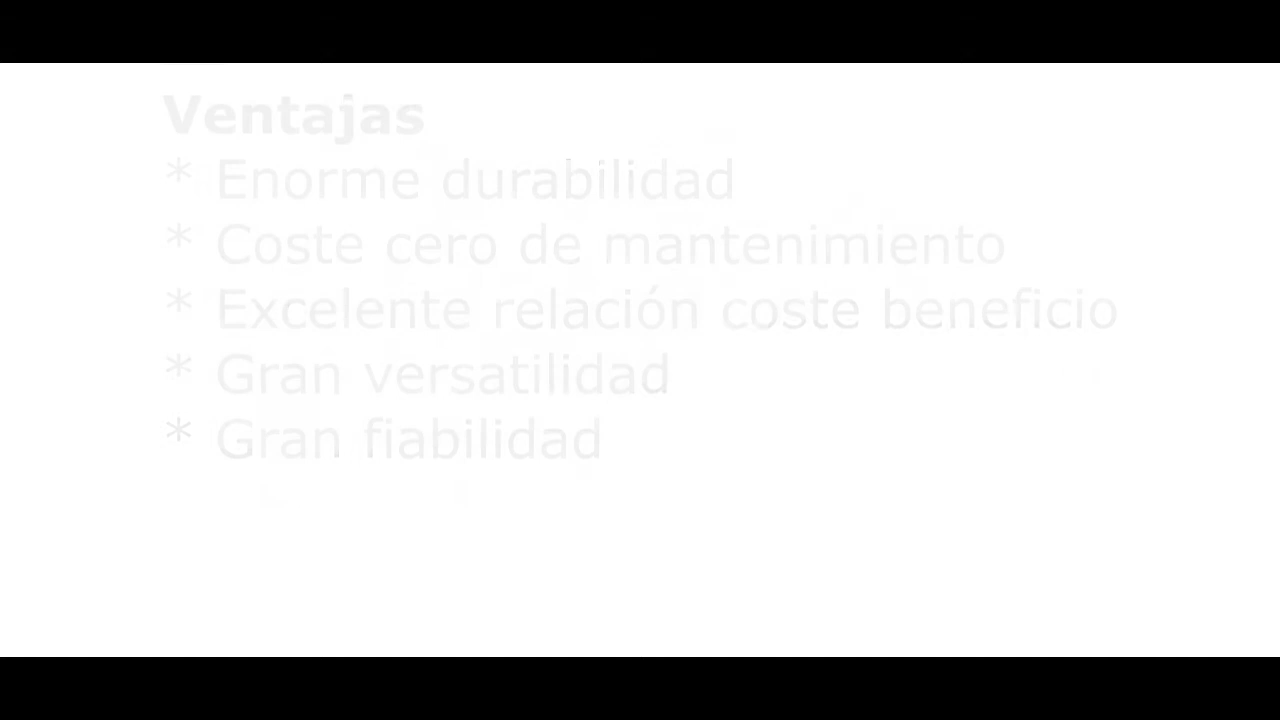 Ventajas
* Enorme durabilidad
* Coste cero de mantenimiento
* Excelente relación coste beneficio
* Gran versatilidad
* Gran fiabilidad